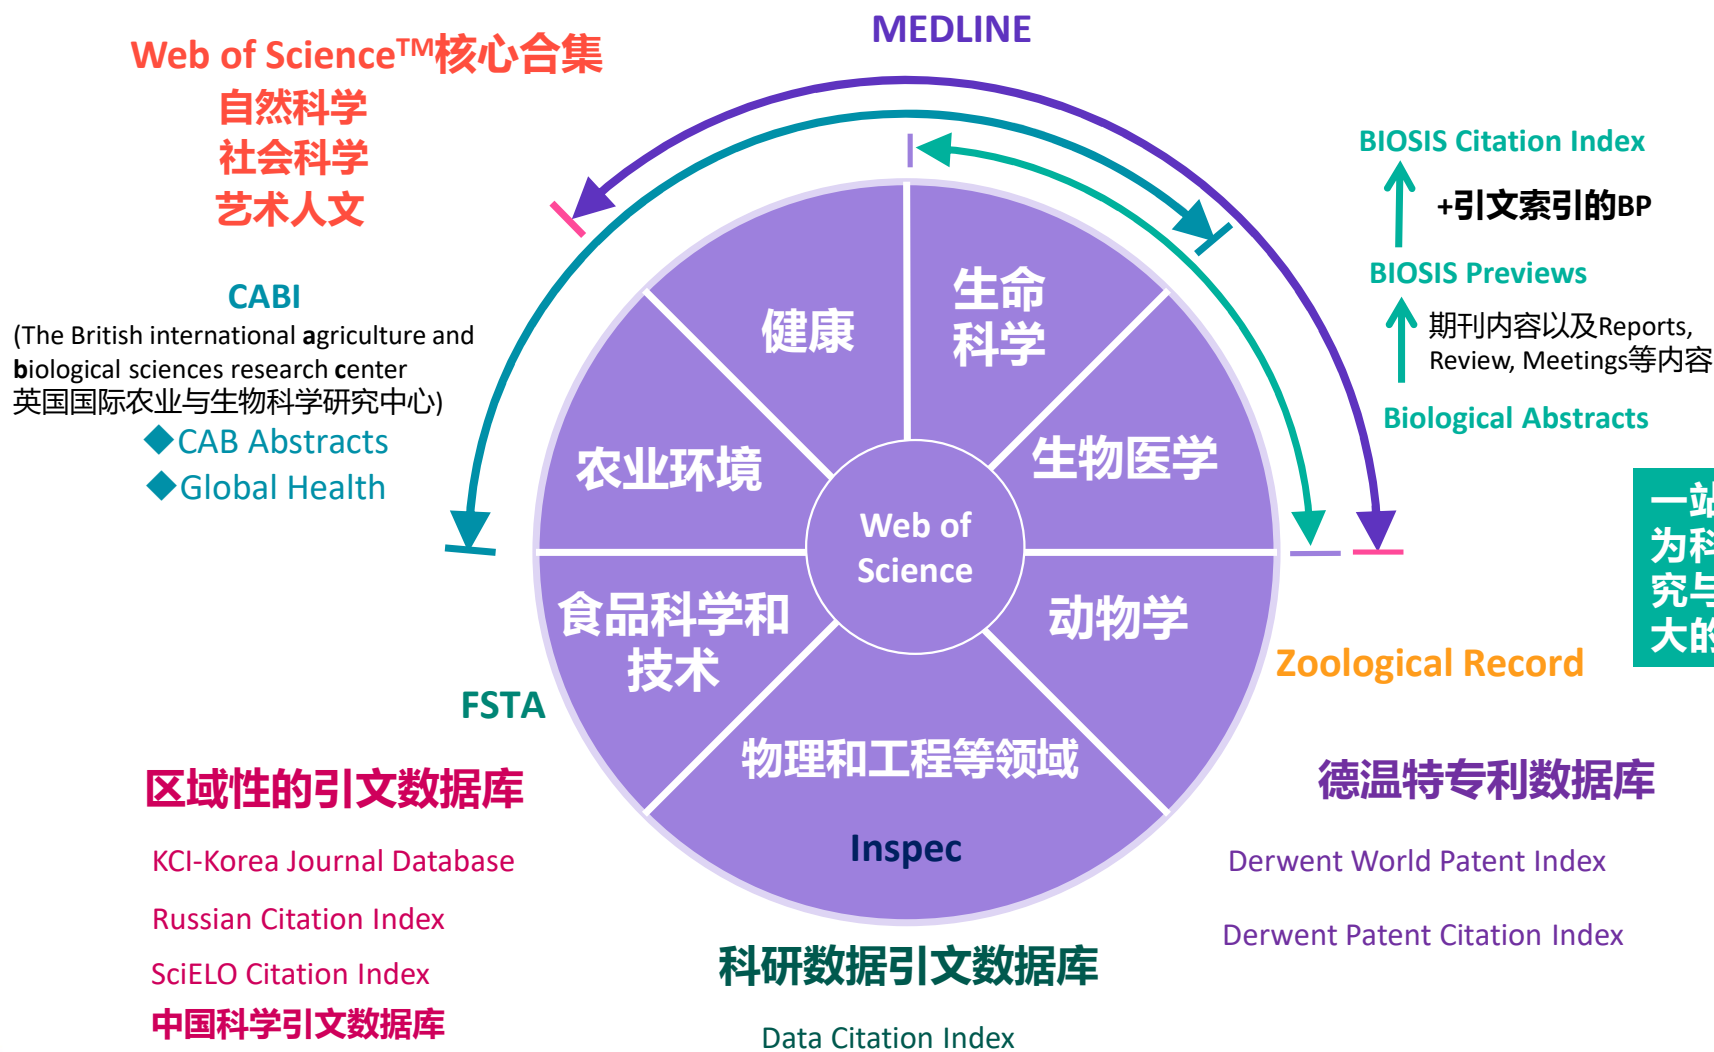 MEDLINE
Web of Science™核心合集
自然科学
社会科学
艺术人文
BIOSIS Citation Index
+引文索引的BP
BIOSIS Previews
期刊内容以及Reports,
Review, Meetings等内容
Biological Abstracts
CABI
(The British international agriculture and
biological sciences research center
英国国际农业与生物科学研究中心)
◆CAB Abstracts
◆Global Health
健康
生命
科学
农业环境
生物医学
Web of
Science
食品科学和
技术
动物学
物理和工程等领域
Inspec
一站
为科
究与
大的
Zoological Record
FSTA
区域性的引文数据库
KCI-Korea Journal Database
Russian Citation Index
SciELO Citation Index
中国科学引文数据库
德温特专利数据库
Derwent World Patent Index
Derwent Patent Citation Index
科研数据引文数据库
Data Citation Index